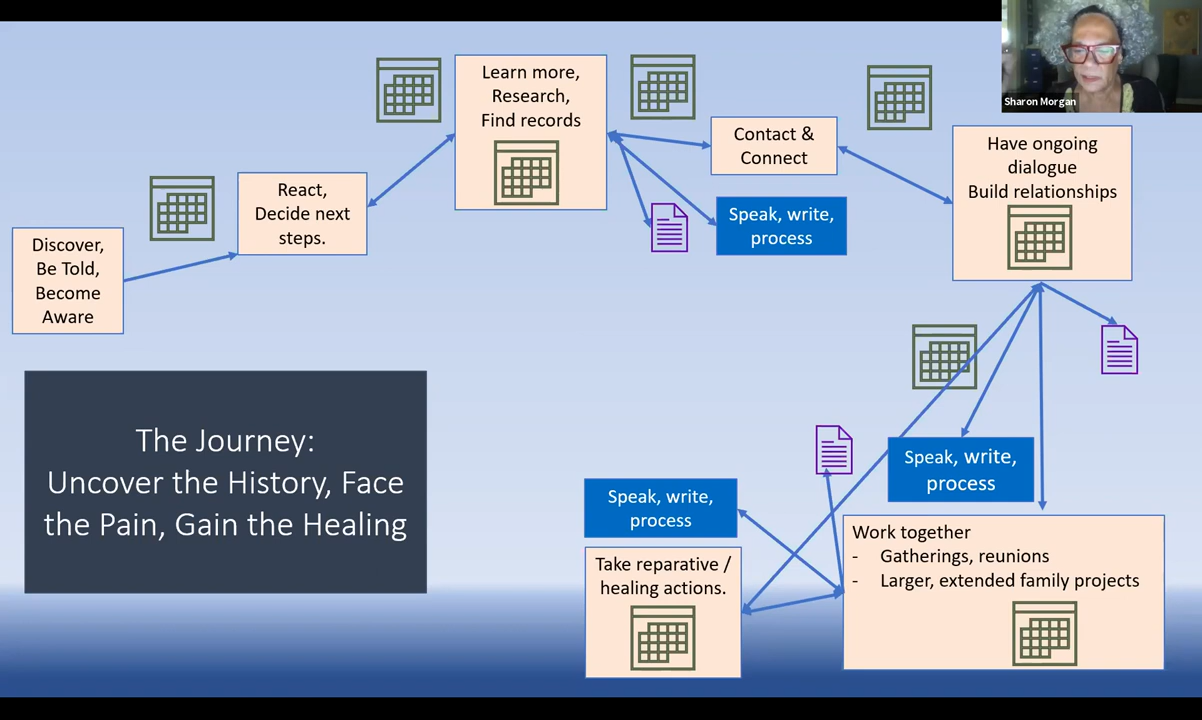 Sharon Morgan
Discover,
Be Told,
Become
Aware
React,
Decide next
steps.
Learn more,
Research,
Find records
Contact &
Connect
Speak, write,
process
Have ongoing
dialogue
Build relationships
The Journey:
Uncover the History, Face
the Pain, Gain the Healing
Speak, write,
process
Speak, write,
process
Take reparative /
healing actions.
Work together
- Gatherings, reunions
- Larger, extended family projects